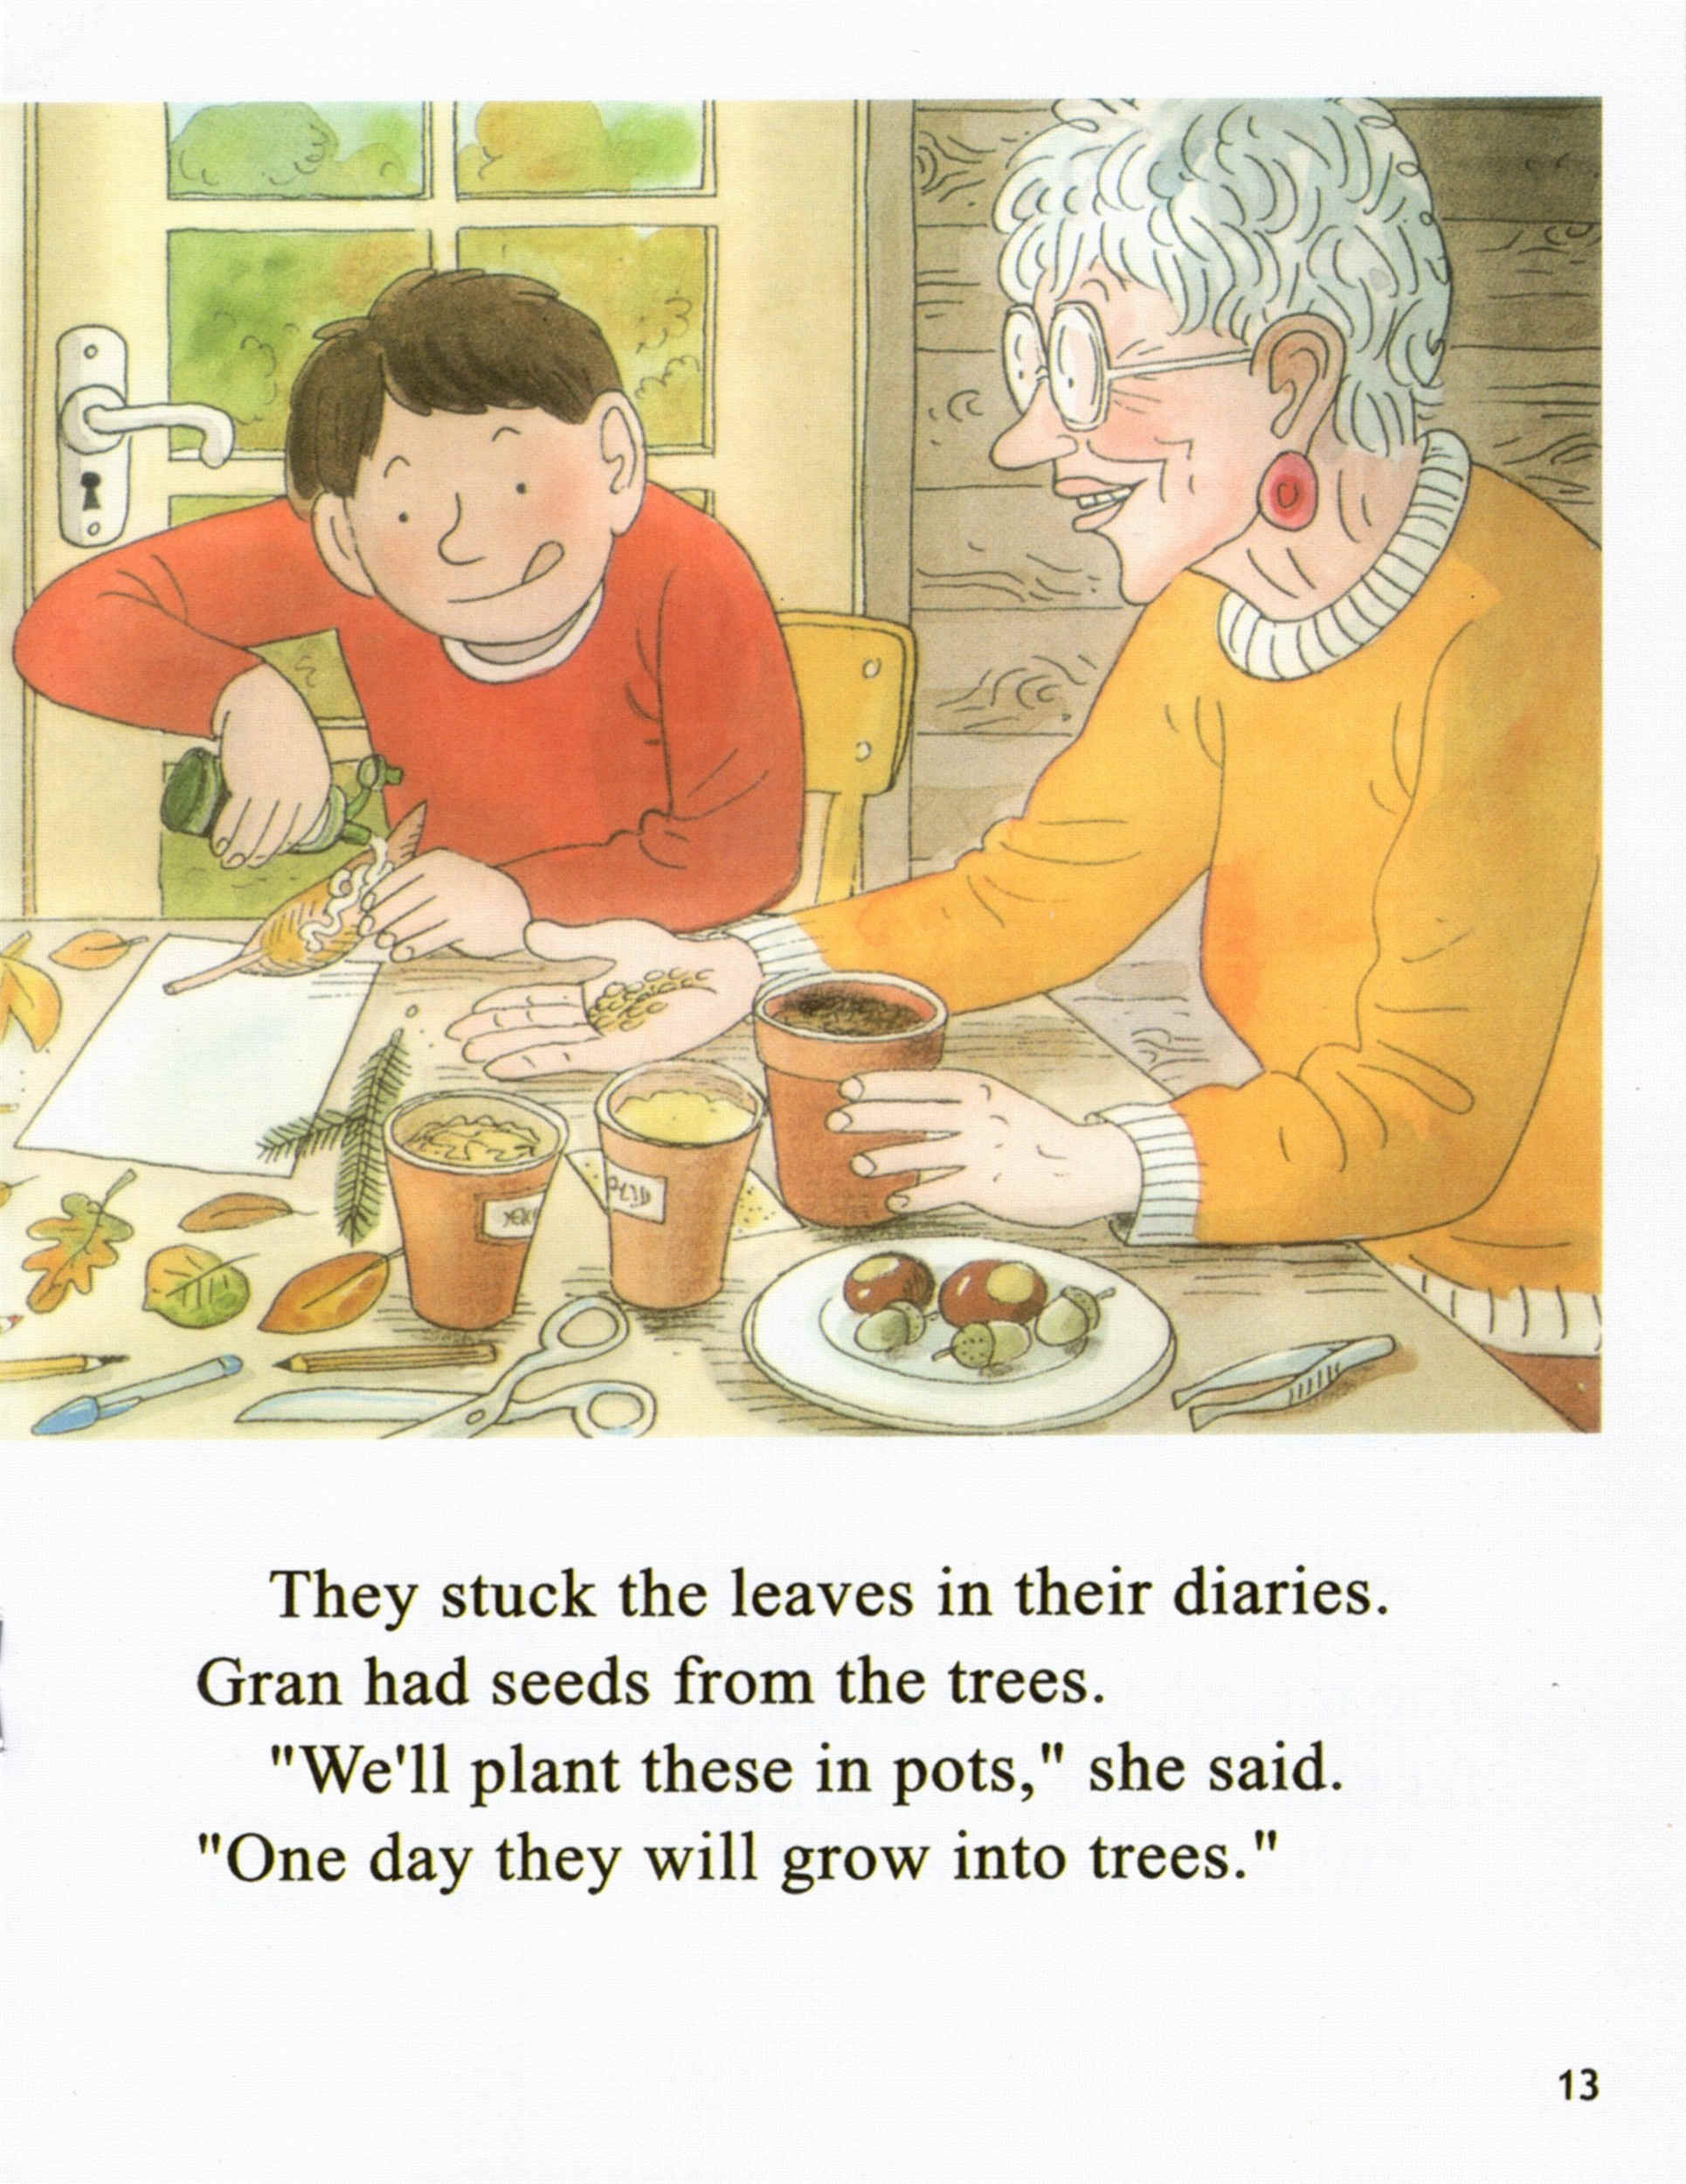 They stuck the leaves in their diaries.
Gran had seeds from the trees.
"We'll plant these in pots," she said.
"One day they will grow into trees."
13